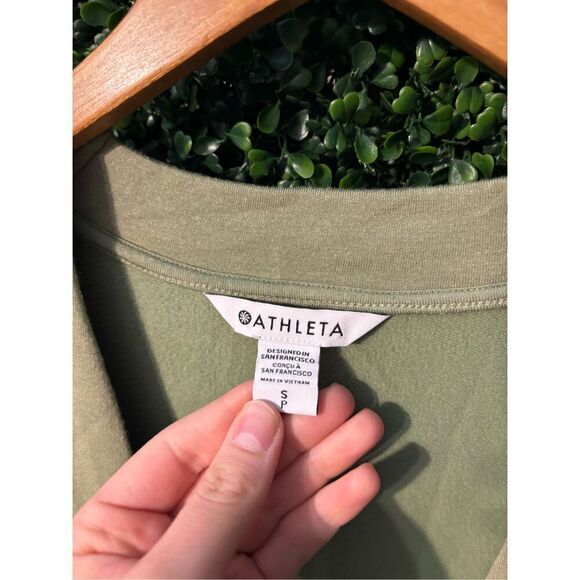 ATHLETA
DESIGNED IN
SAN FRANCISCO
CONÇU À
SAN FRANCISCO
MADE IN VIETNAM
S
P